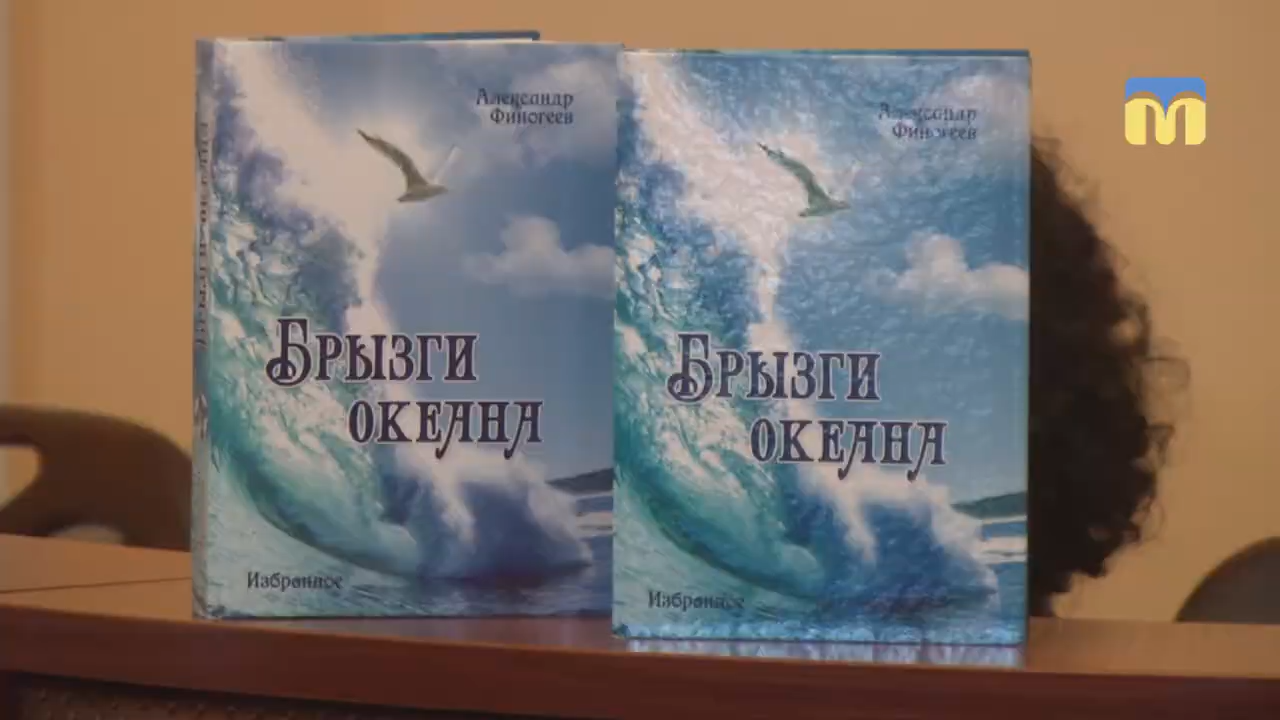 Александр
Финогеев
Брызги
океана
Избранное
Александр
Финогеев
Брызги
океана
Избранное